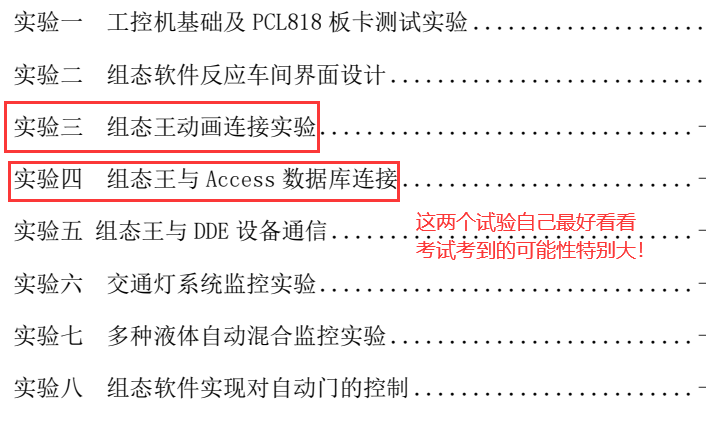 实验一 工控机基础及 PCL818 板卡测试实验........................
实验二 组态软件反应车间界面设计...............................
实验三 组态王动画连接实验.....................................
实验四 组态王与 Access 数据库连接..............................
实验五 组态王与 DDE 设备通信....................................
这两个试验自己最好看看
考试考到的可能性特别大！
实验六 交通灯系统监控实验.....................................
实验七 多种液体自动混合监控实验...............................
实验八 组态软件实现对自动门的控制.............................